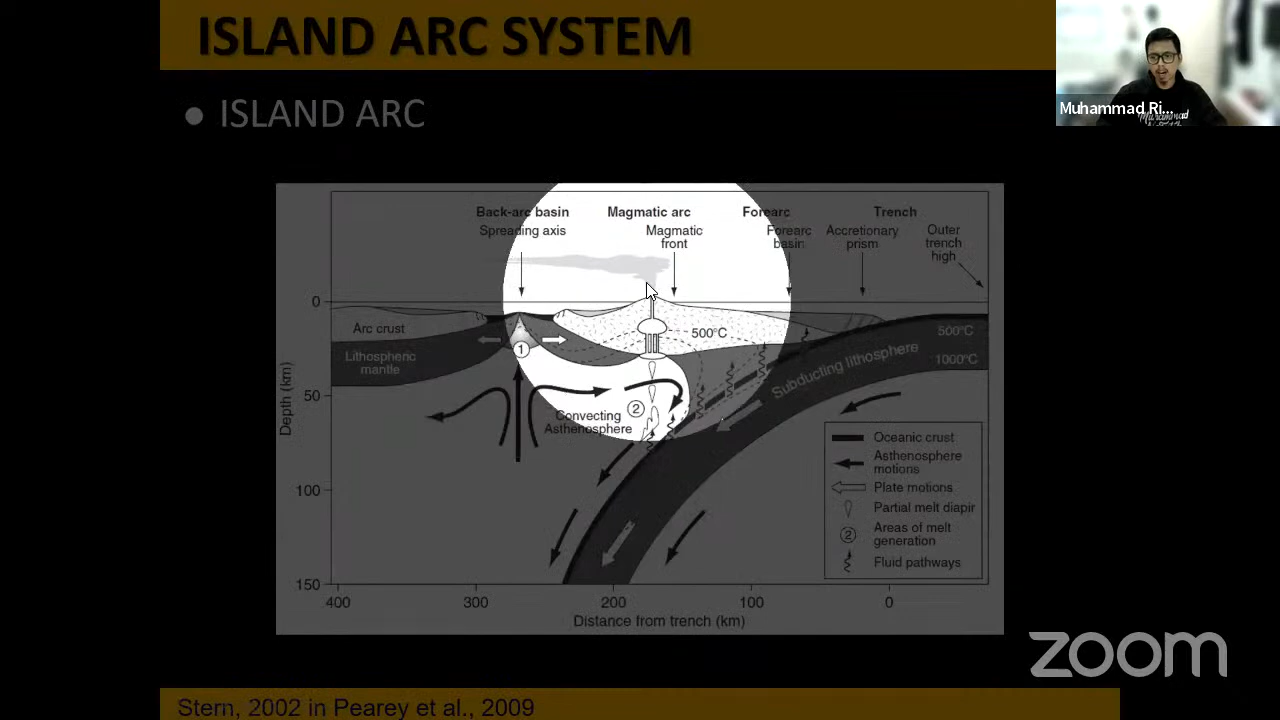 ISLAND ARC SYSTEM
Muhammad Ri...
● ISLAND ARC
Back-arc basin
Magmatic arc
Forearc
Trench
Spreading axis
Magmatic
front
Forearc
basin
Accretionary
prism
Outer
trench
high
0
50
100
150
Depth (km)
Arc crust
Lithospheric
mantle
1
500°C
500°C
1000°C
Subducting lithosphere
2
Convecting
Asthenosphere
Oceanic crust
Asthenosphere
motions
Plate motions
Partial melt diapir
2
Areas of melt
generation
Fluid pathways
400
300
200
100
0
Distance from trench (km)
zoom
Stern, 2002 in Pearey et al., 2009